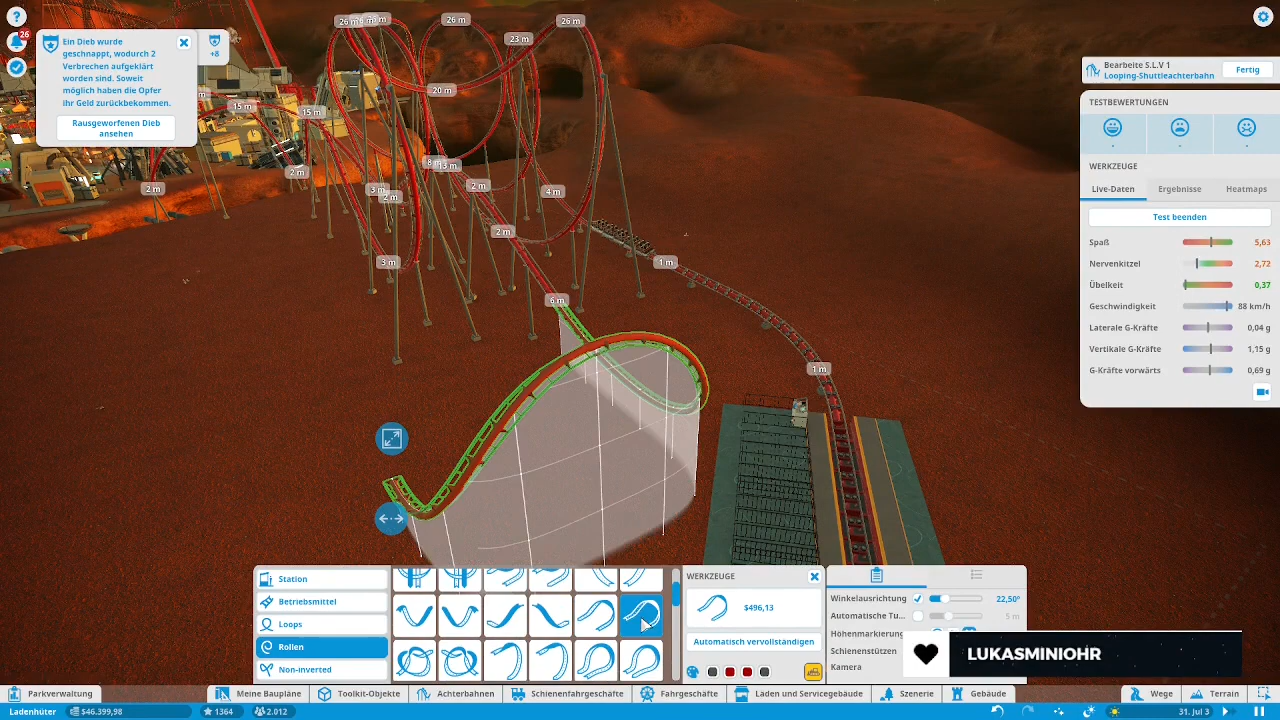 ?
26
Ein Dieb wurde
geschnappt, wodurch 2
Verbrechen aufgeklärt
worden sind. Soweit
möglich haben die Opfer
ihr Geld zurückbekommen.
Rausgeworfenen Dieb
ansehen
+8
26 m
26 m
26 m
23 m
20 m
15 m
15 m
2 m
2 m
8 m
3 m
2 m
2 m
4 m
2 m
3 m
1 m
6 m
1 m
Bearbeite S.L.V 1
Looping-Shuttleachterbahn
Fertig
TESTBEWERTUNGEN
-
-
-
WERKZEUGE
Live-Daten Ergebnisse Heatmaps
Test beenden
Spaß 5,63
Nervenkitzel 2,72
Übelkeit 0,37
Geschwindigkeit 88 km/h
Laterale G-Kräfte 0,04 g
Vertikale G-Kräfte 1,15 g
G-Kräfte vorwärts 0,69 g
Station
Betriebsmittel
Loops
Rollen
Non-inverted
WERKZEUGE
$496,13
Automatisch vervollständigen
Winkelausrichtung 22,50°
Automatische Tu... 5 m
Höhenmarkierung
Schienenstützen
Kamera
LUKASMINIOHR
Parkverwaltung Meine Baupläne Toolkit-Objekte Achterbahnen Schienenfahrgeschäfte Fahrgeschäfte Läden und Servicegebäude Szenerie Gebäude Wege Terrain
Ladenhüter $46.399,98 1364 2.012 31. Jul 3